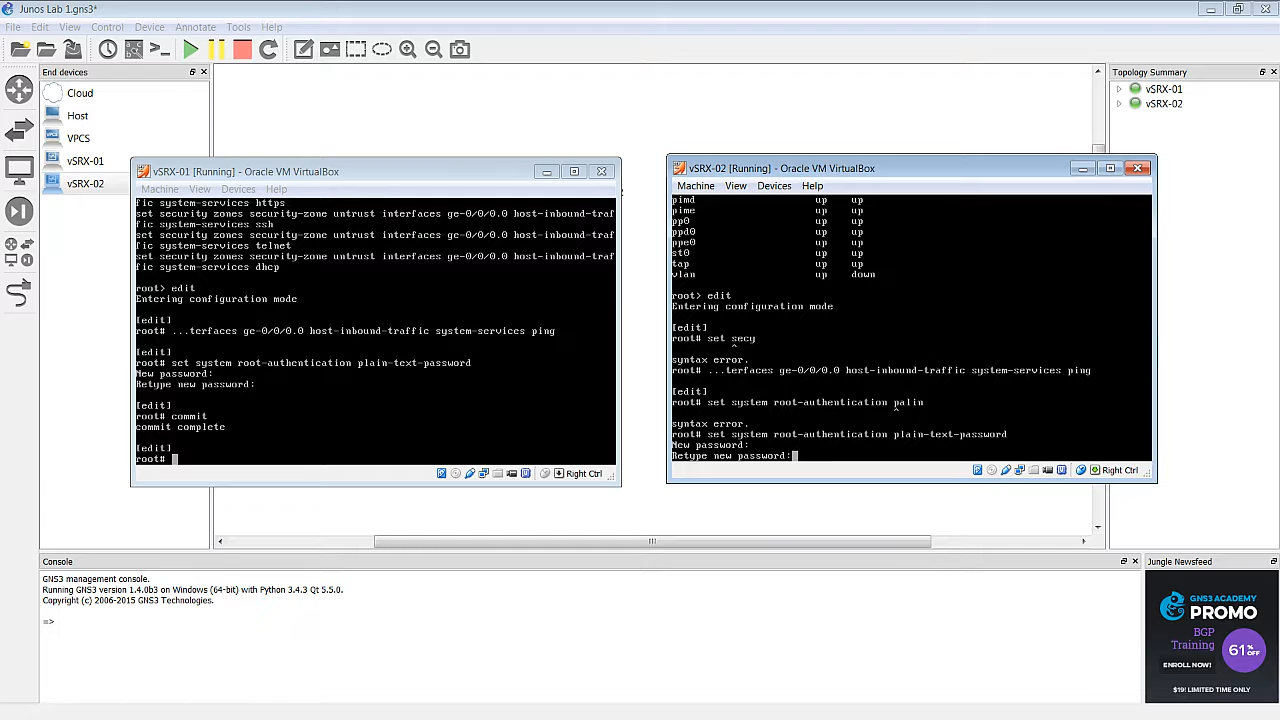 Junos Lab 1.gns3*
File Edit View Control Device Annotate Tools Help
End devices
Cloud
Host
VPCS
vSRX-01
vSRX-02
vSRX-01 [Running] - Oracle VM VirtualBox
Machine View Devices Help
fic system-services https
set security zones security-zone untrust interfaces ge-0/0/0.0 host-inbound-traf
fic system-services ssh
set security zones security-zone untrust interfaces ge-0/0/0.0 host-inbound-traf
fic system-services telnet
set security zones security-zone untrust interfaces ge-0/0/0.0 host-inbound-traf
fic system-services dhcp
root> edit
Entering configuration mode
[edit]
root# ...terfaces ge-0/0/0.0 host-inbound-traffic system-services ping
[edit]
root# set system root-authentication plain-text-password
New password:
Retype new password:
[edit]
root# commit
commit complete
[edit]
root#
Right Ctrl
vSRX-02 [Running] - Oracle VM VirtualBox
Machine View Devices Help
pimd up up
pime up up
pp0 up up
ppd0 up up
ppe0 up up
st0 up up
tap up up
vlan up down
root> edit
Entering configuration mode
[edit]
root# set secy
^
syntax error.
root# ...terfaces ge-0/0/0.0 host-inbound-traffic system-services ping
[edit]
root# set system root-authentication palin
^
syntax error.
root# set system root-authentication plain-text-password
New password:
Retype new password:
Right Ctrl
Topology Summary
vSRX-01
vSRX-02
Console
GNS3 management console.
Running GNS3 version 1.4.0b3 on Windows (64-bit) with Python 3.4.3 Qt 5.5.0.
Copyright (c) 2006-2015 GNS3 Technologies.
=>
Jungle Newsfeed
GNS3 ACADEMY
PROMO
BGP
Training
61%
OFF
ENROLL NOW!
$19! LIMITED TIME ONLY